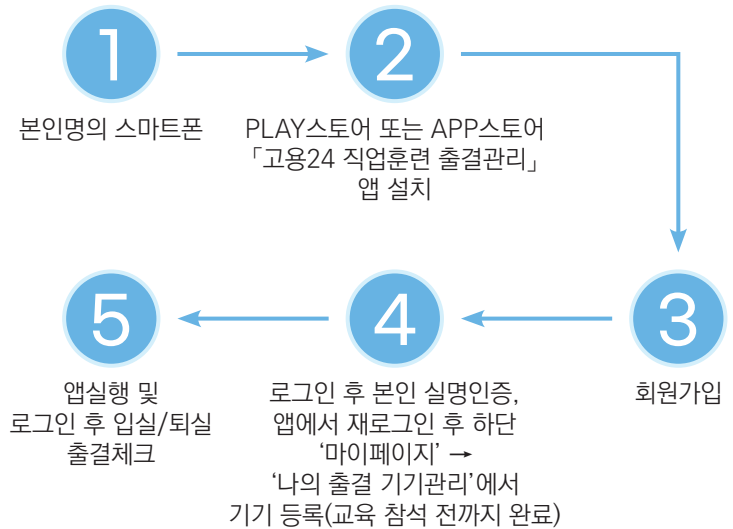 1
본인명의 스마트폰
2
PLAY스토어 또는 APP스토어
「고용24 직업훈련 출결관리」
앱 설치
3
회원가입
4
로그인 후 본인 실명인증,
앱에서 재로그인 후 하단
‘마이페이지’ →
‘나의 출결 기기관리’에서
기기 등록(교육 참석 전까지 완료)
5
앱실행 및
로그인 후 입실/퇴실
출결체크